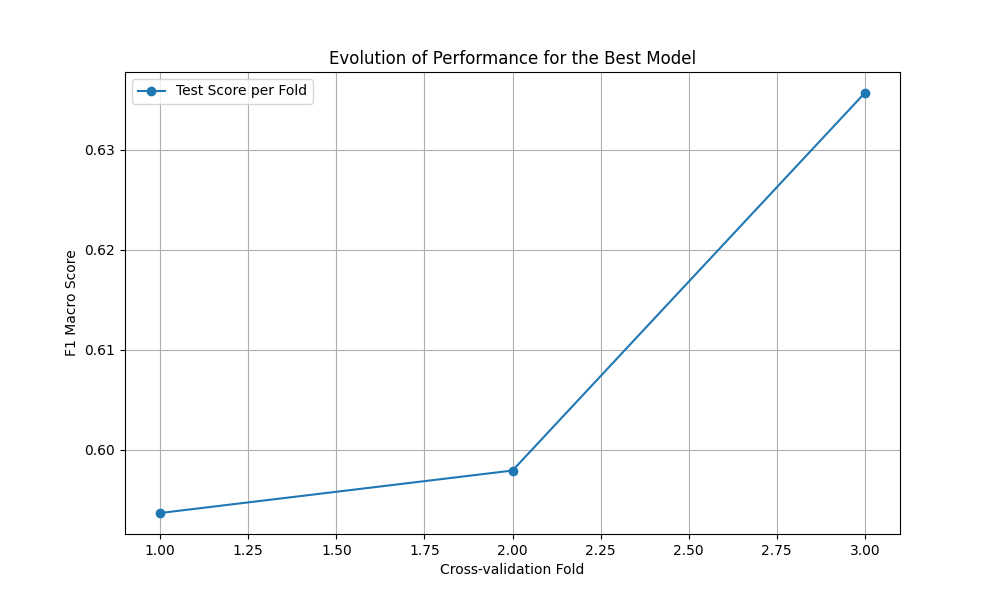 Evolution of Performance for the Best Model
Test Score per Fold
F1 Macro Score
0.63
0.62
0.61
0.60
1.00 1.25 1.50 1.75 2.00 2.25 2.50 2.75 3.00
Cross-validation Fold